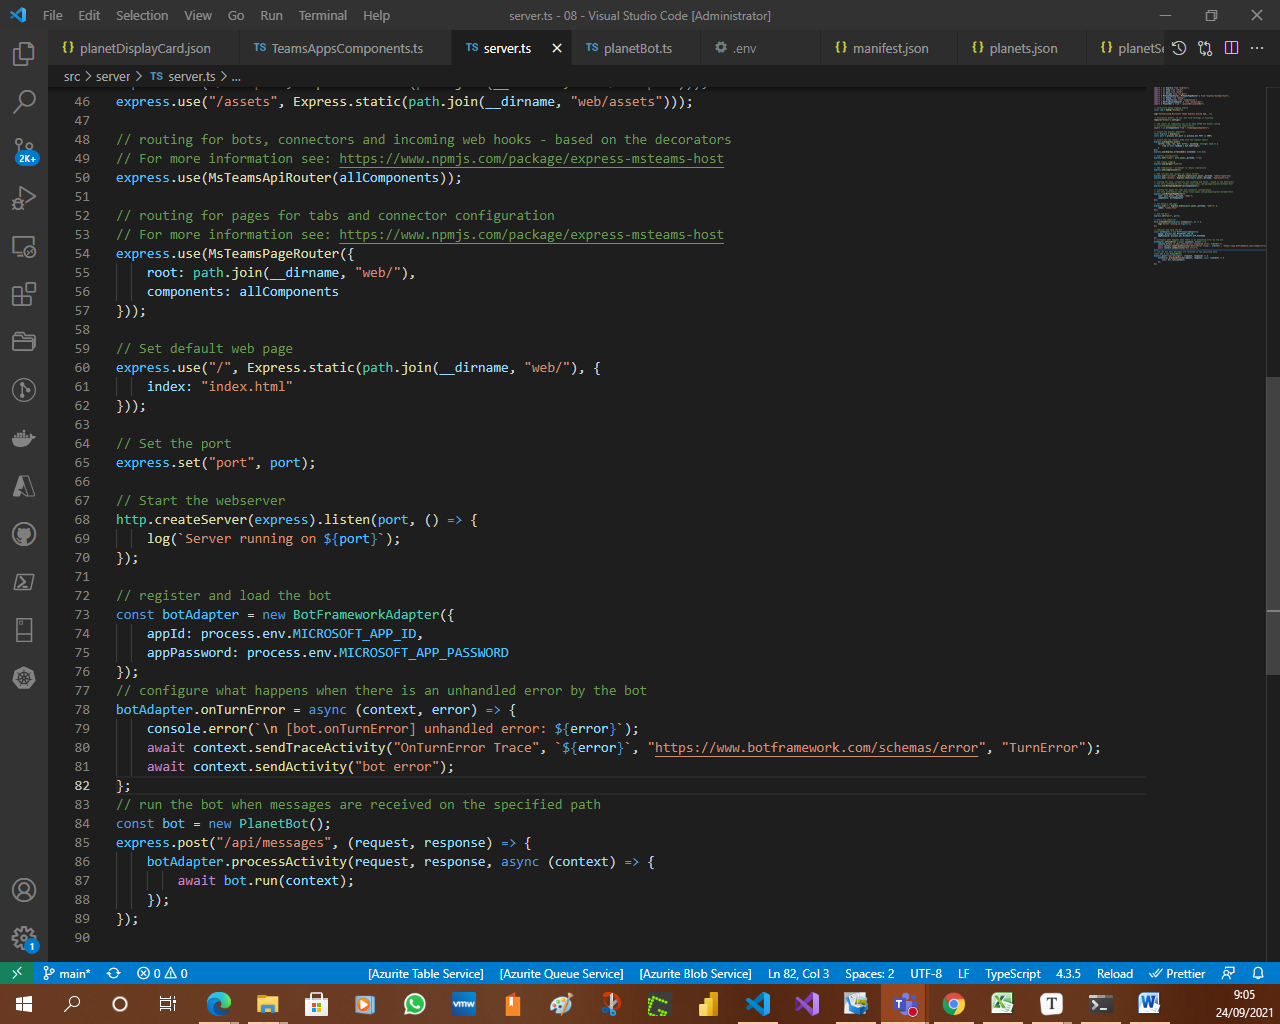 File Edit Selection View Go Run Terminal Help server.ts - 08 - Visual Studio Code [Administrator]
{} planetDisplayCard.json TS TeamsAppsComponents.ts TS server.ts TS planetBot.ts .env {} manifest.json {} planets.json {}
src > server > TS server.ts > ...
46 express.use("/assets", Express.static(path.join(__dirname, "web/assets")));
47
48 // routing for bots, connectors and incoming web hooks - based on the decorators
49 // For more information see: https://www.npmjs.com/package/express-msteams-host
50 express.use(MsTeamsApiRouter(allComponents));
51
52 // routing for pages for tabs and connector configuration
53 // For more information see: https://www.npmjs.com/package/express-msteams-host
54 express.use(MsTeamsPageRouter({
55 root: path.join(__dirname, "web/"),
56 components: allComponents
57 }));
58
59 // Set default web page
60 express.use("/", Express.static(path.join(__dirname, "web/"), {
61 index: "index.html"
62 }));
63
64 // Set the port
65 express.set("port", port);
66
67 // Start the webserver
68 http.createServer(express).listen(port, () => {
69 log(`Server running on ${port}`);
70 });
71
72 // register and load the bot
73 const botAdapter = new BotFrameworkAdapter({
74 appId: process.env.MICROSOFT_APP_ID,
75 appPassword: process.env.MICROSOFT_APP_PASSWORD
76 });
77 // configure what happens when there is an unhandled error by the bot
78 botAdapter.onTurnError = async (context, error) => {
79 console.error(`\n [bot.onTurnError] unhandled error: ${error}`);
80 await context.sendTraceActivity("OnTurnError Trace", `${error}`, "https://www.botframework.com/schemas/error", "TurnError");
81 await context.sendActivity("bot error");
82 };
83 // run the bot when messages are received on the specified path
84 const bot = new PlanetBot();
85 express.post("/api/messages", (request, response) => {
86 botAdapter.processActivity(request, response, async (context) => {
87 await bot.run(context);
88 });
89 });
90
2K+
1
main* 0 0 [Azurite Table Service] [Azurite Queue Service] [Azurite Blob Service] Ln 82, Col 3 Spaces: 2 UTF-8 LF TypeScript 4.3.5 Reload Prettier
vmw
T
9:05
24/09/2021